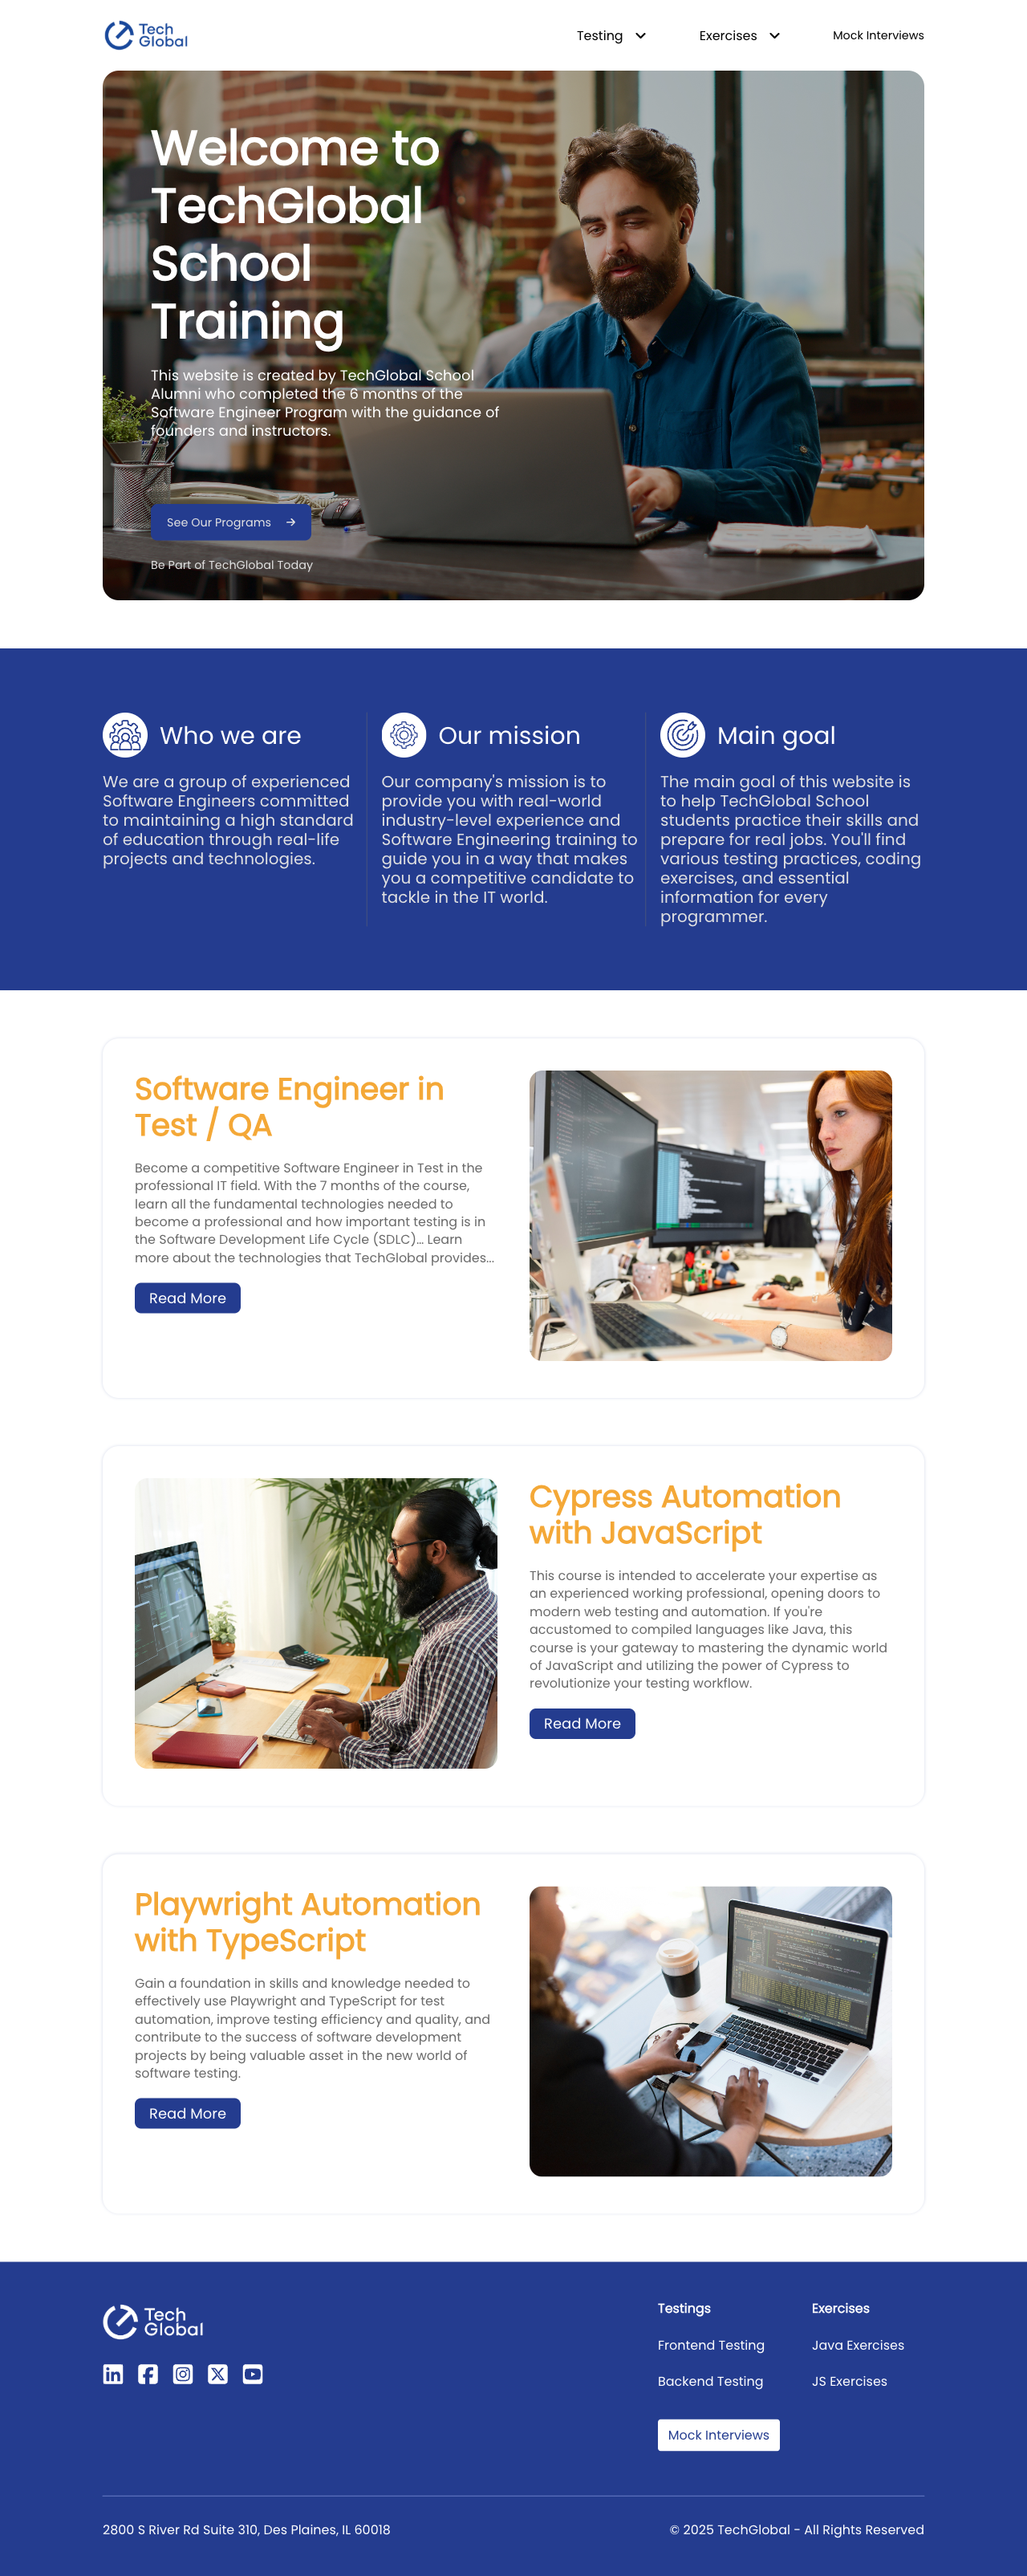 Tech
Global
Testing
Exercises
Mock Interviews
Welcome to
TechGlobal
School
Training
This website is created by TechGlobal School
Alumni who completed the 6 months of the
Software Engineer Program with the guidance of
founders and instructors.
See Our Programs
Be Part of TechGlobal Today
Who we are
We are a group of experienced
Software Engineers committed
to maintaining a high standard
of education through real-life
projects and technologies.
Our mission
Our company's mission is to
provide you with real-world
industry-level experience and
Software Engineering training to
guide you in a way that makes
you a competitive candidate to
tackle in the IT world.
Main goal
The main goal of this website is
to help TechGlobal School
students practice their skills and
prepare for real jobs. You'll find
various testing practices, coding
exercises, and essential
information for every
programmer.
Software Engineer in
Test / QA
Become a competitive Software Engineer in Test in the
professional IT field. With the 7 months of the course,
learn all the fundamental technologies needed to
become a professional and how important testing is in
the Software Development Life Cycle (SDLC)... Learn
more about the technologies that TechGlobal provides...
Read More
Cypress Automation
with JavaScript
This course is intended to accelerate your expertise as
an experienced working professional, opening doors to
modern web testing and automation. If you're
accustomed to compiled languages like Java, this
course is your gateway to mastering the dynamic world
of JavaScript and utilizing the power of Cypress to
revolutionize your testing workflow.
Read More
Playwright Automation
with TypeScript
Gain a foundation in skills and knowledge needed to
effectively use Playwright and TypeScript for test
automation, improve testing efficiency and quality, and
contribute to the success of software development
projects by being valuable asset in the new world of
software testing.
Read More
Tech
Global
Testings
Frontend Testing
Backend Testing
Mock Interviews
Exercises
Java Exercises
JS Exercises
2800 S River Rd Suite 310, Des Plaines, IL 60018
© 2025 TechGlobal - All Rights Reserved